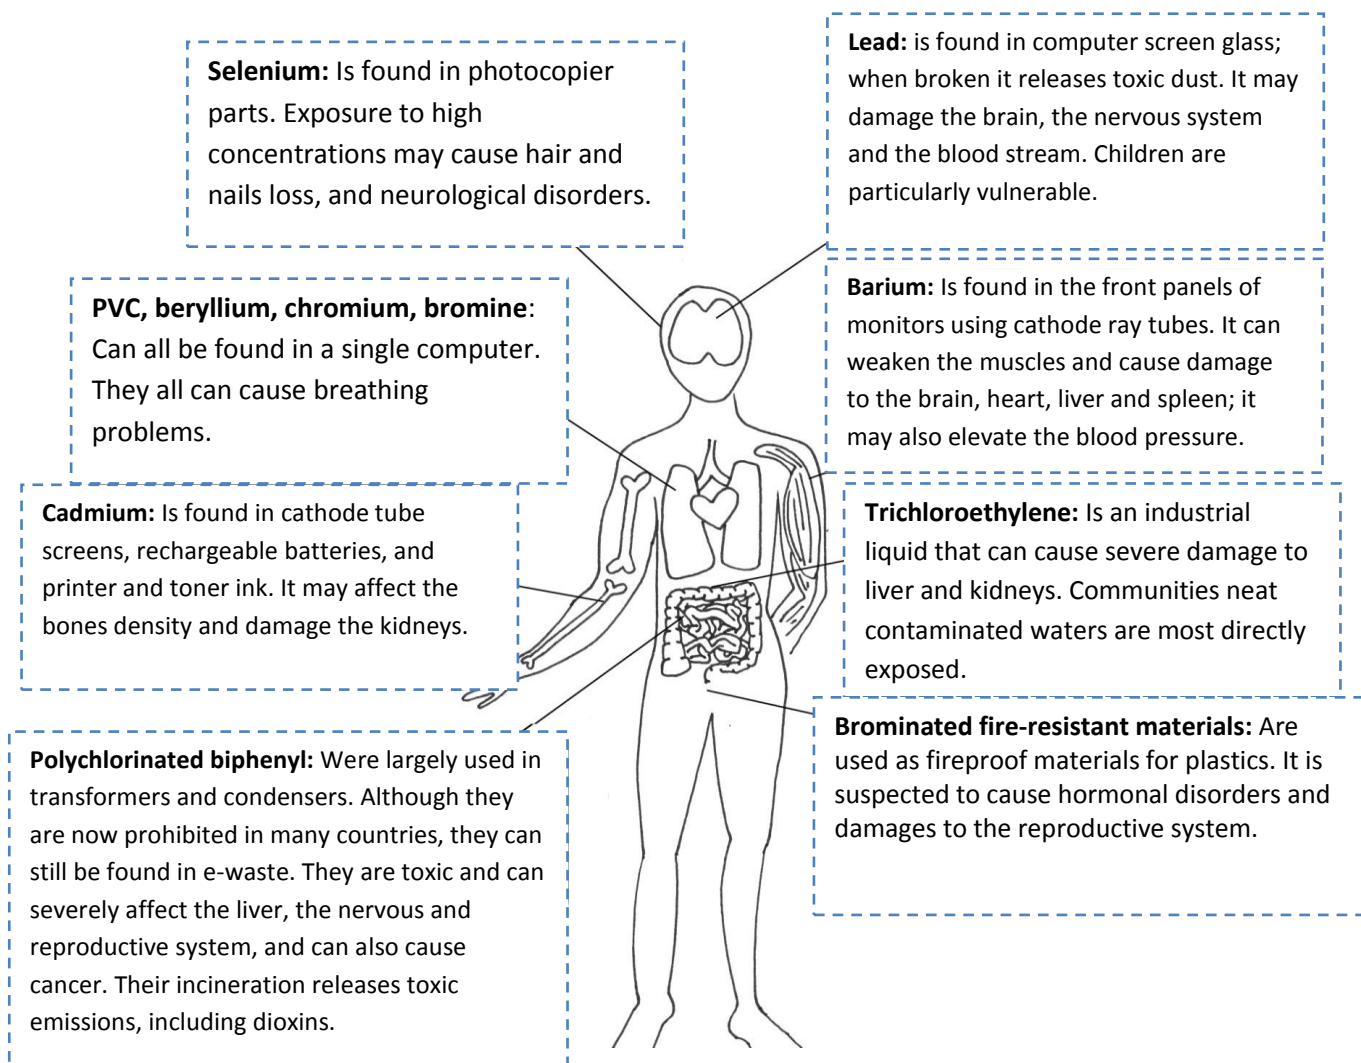 Selenium: Is found in photocopier
parts. Exposure to high
concentrations may cause hair and
nails loss, and neurological disorders.
Lead: is found in computer screen glass;
when broken it releases toxic dust. It may
damage the brain, the nervous system
and the blood stream. Children are
particularly vulnerable.
PVC, beryllium, chromium, bromine:
Can all be found in a single computer.
They all can cause breathing
problems.
Barium: Is found in the front panels of
monitors using cathode ray tubes. It can
weaken the muscles and cause damage
to the brain, heart, liver and spleen; it
may also elevate the blood pressure.
Cadmium: Is found in cathode tube
screens, rechargeable batteries, and
printer and toner ink. It may affect the
bones density and damage the kidneys.
Trichloroethylene: Is an industrial
liquid that can cause severe damage to
liver and kidneys. Communities neat
contaminated waters are most directly
exposed.
Polychlorinated biphenyl: Were largely used in
transformers and condensers. Although they
are now prohibited in many countries, they can
still be found in e-waste. They are toxic and can
severely affect the liver, the nervous and
reproductive system, and can also cause
cancer. Their incineration releases toxic
emissions, including dioxins.
Brominated fire-resistant materials: Are
used as fireproof materials for plastics. It is
suspected to cause hormonal disorders and
damages to the reproductive system.